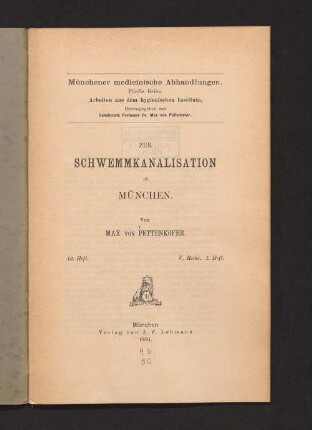 Münchener medicinische Abhandlungen.
Fünfte Reihe.
Arbeiten aus dem hygienischen Institute,
Herausgegeben von
Geheimrath Professor Dr. Max von Pettenkofer.
ZUR
SCHWEMMKANALISATION
in
MÜNCHEN.
Von
MAX VON PETTENKOFER.
10. Heft. V. Reihe. 1. Heft.
München
Verlag von J. F. Lehmann
1891.